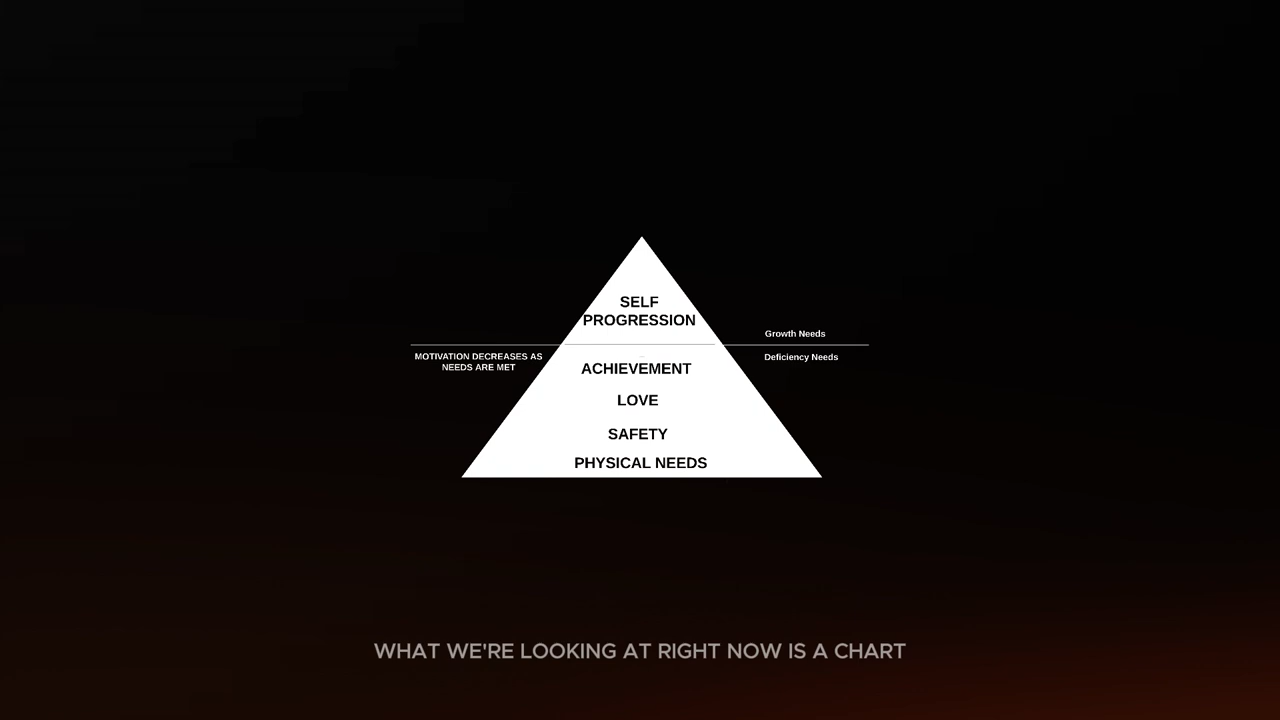 SELF
PROGRESSION
Growth Needs
MOTIVATION DECREASES AS
NEEDS ARE MET
Deficiency Needs
ACHIEVEMENT
LOVE
SAFETY
PHYSICAL NEEDS
WHAT WE'RE LOOKING AT RIGHT NOW IS A CHART